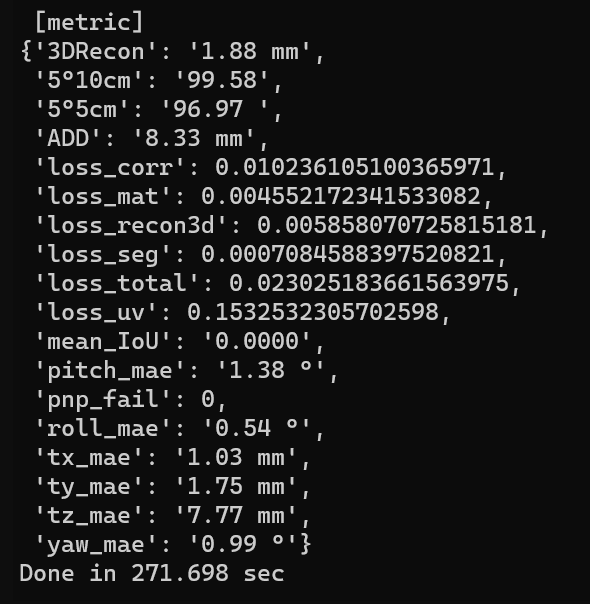 [metric]
{'3DRecon': '1.88 mm',
'5°10cm': '99.58',
'5°5cm': '96.97 ',
'ADD': '8.33 mm',
'loss_corr': 0.010236105100365971,
'loss_mat': 0.004552172341533082,
'loss_recon3d': 0.005858070725815181,
'loss_seg': 0.0007084588397520821,
'loss_total': 0.023025183661563975,
'loss_uv': 0.1532532305702598,
'mean_IoU': '0.0000',
'pitch_mae': '1.38 °',
'pnp_fail': 0,
'roll_mae': '0.54 °',
'tx_mae': '1.03 mm',
'ty_mae': '1.75 mm',
'tz_mae': '7.77 mm',
'yaw_mae': '0.99 °'}
Done in 271.698 sec